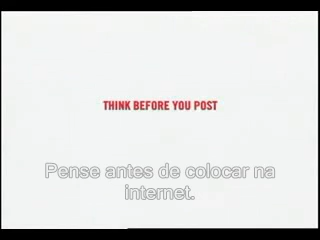 THINK BEFORE YOU POST
Pense antes de colocar na
internet.